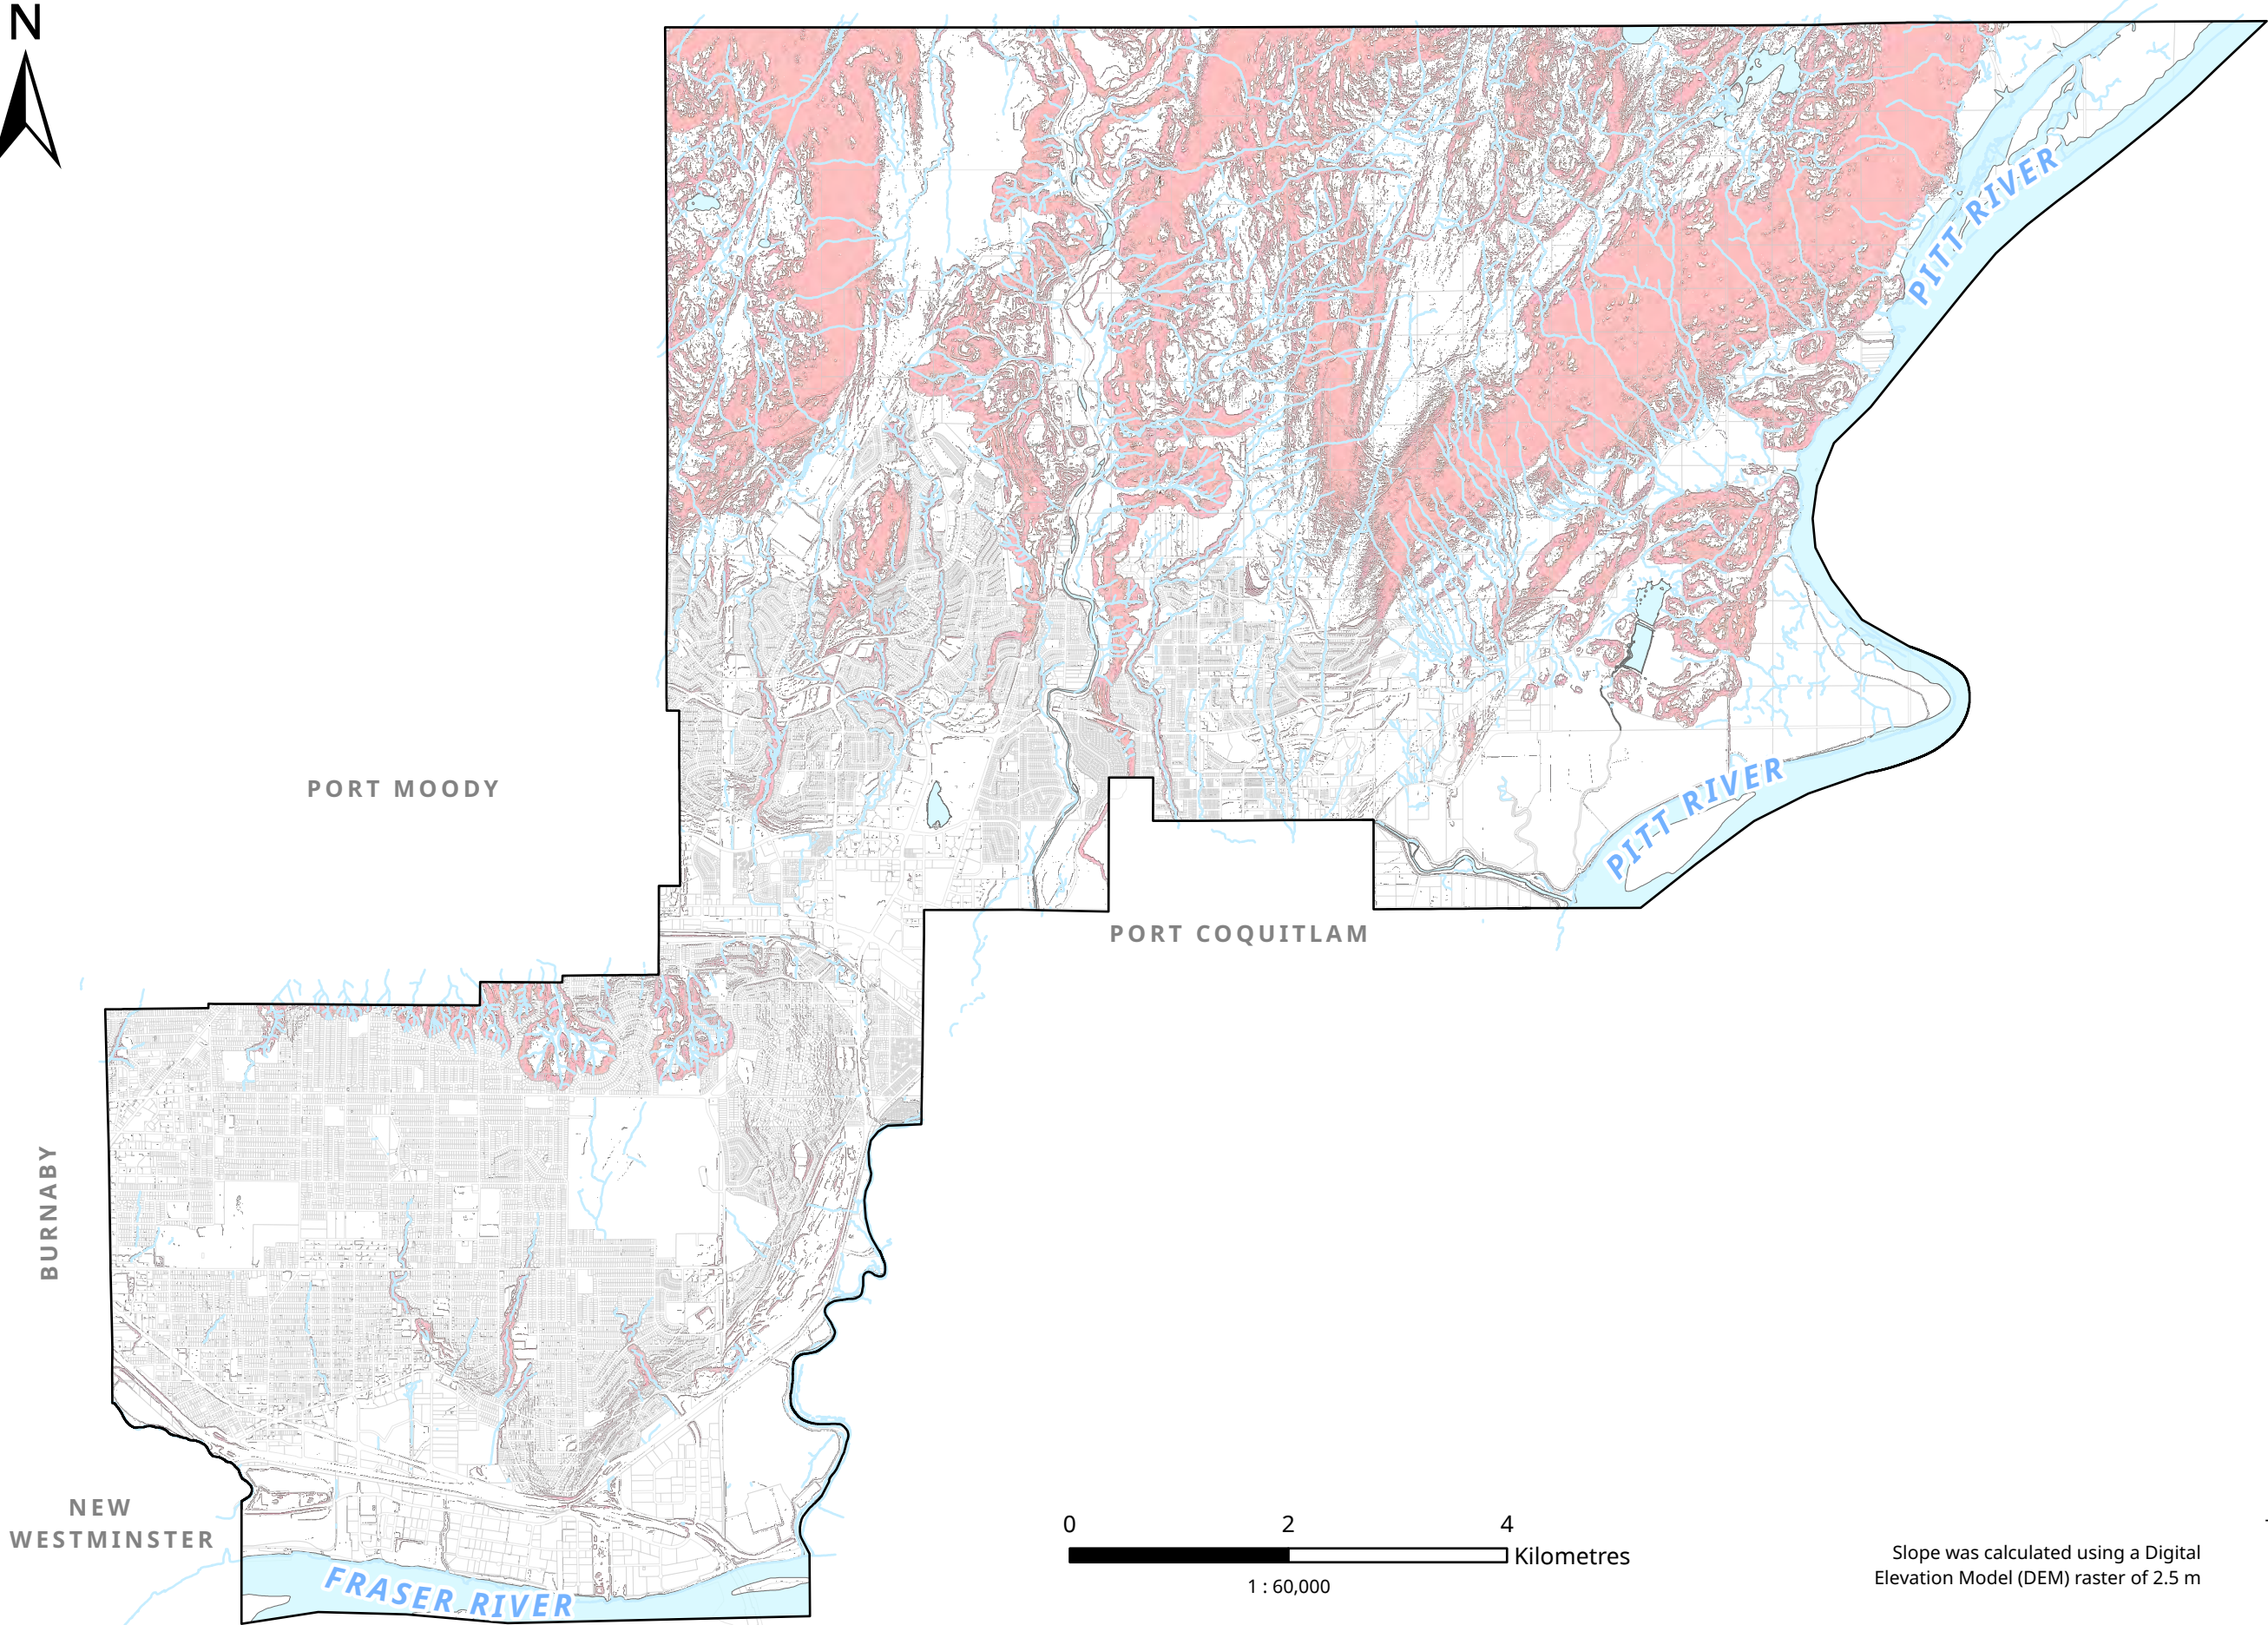 N
PITT RIVER
PORT MOODY
PITT RIVER
PORT COQUITLAM
BURNABY
NEW
WESTMINSTER
FRASER RIVER
0 2 4
Kilometres
1 : 60,000
Slope was calculated using a Digital
Elevation Model (DEM) raster of 2.5 m